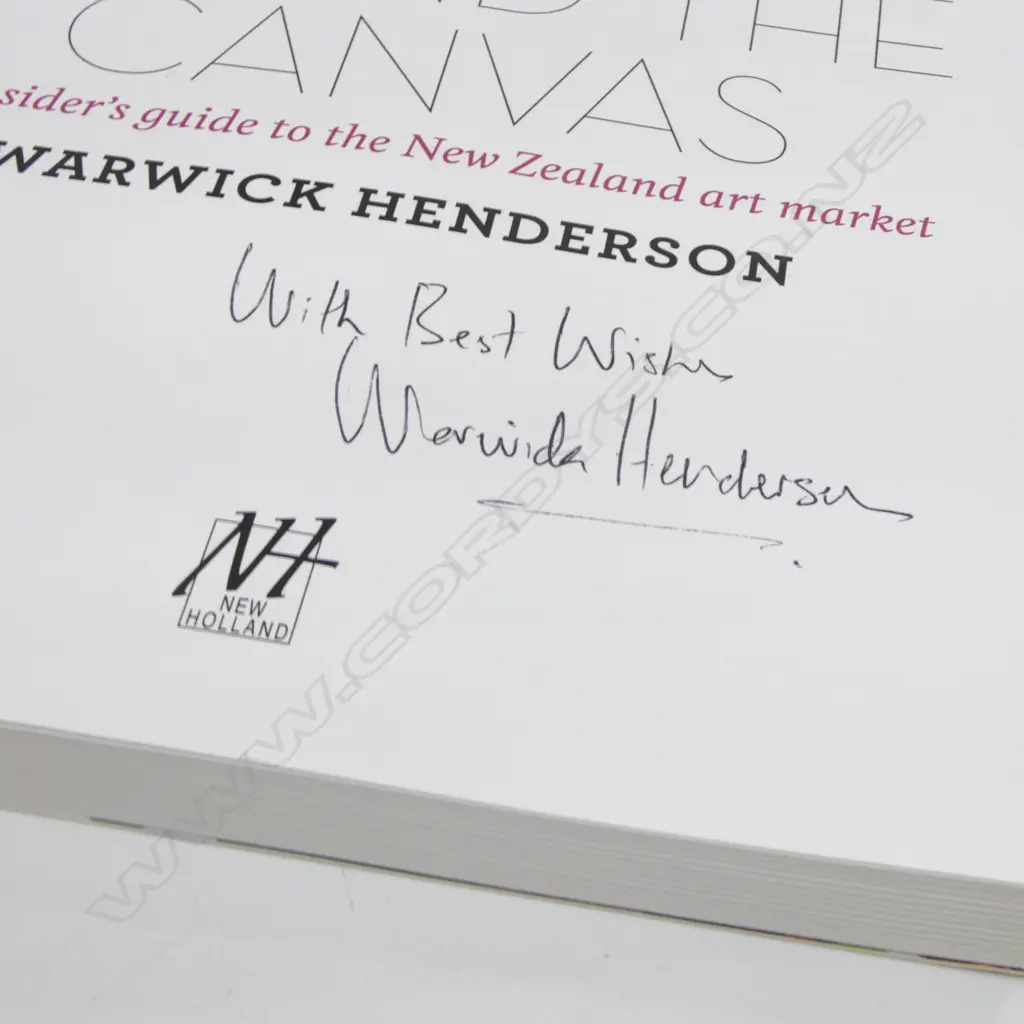 D THE
CANVAS
sider's guide to the New Zealand art market
WARWICK HENDERSON
With Best Wishes
Warwick Henderson
NH
NEW
HOLLAND
WWW.CORDYS.CO.NZ